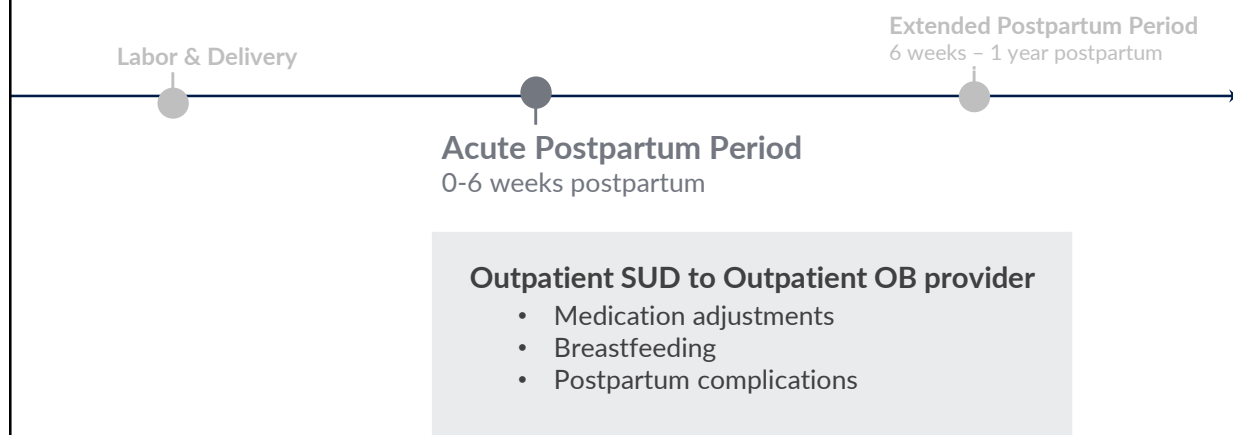 Labor & Delivery
Extended Postpartum Period
6 weeks – 1 year postpartum
Acute Postpartum Period
0-6 weeks postpartum
Outpatient SUD to Outpatient OB provider
• Medication adjustments
• Breastfeeding
• Postpartum complications